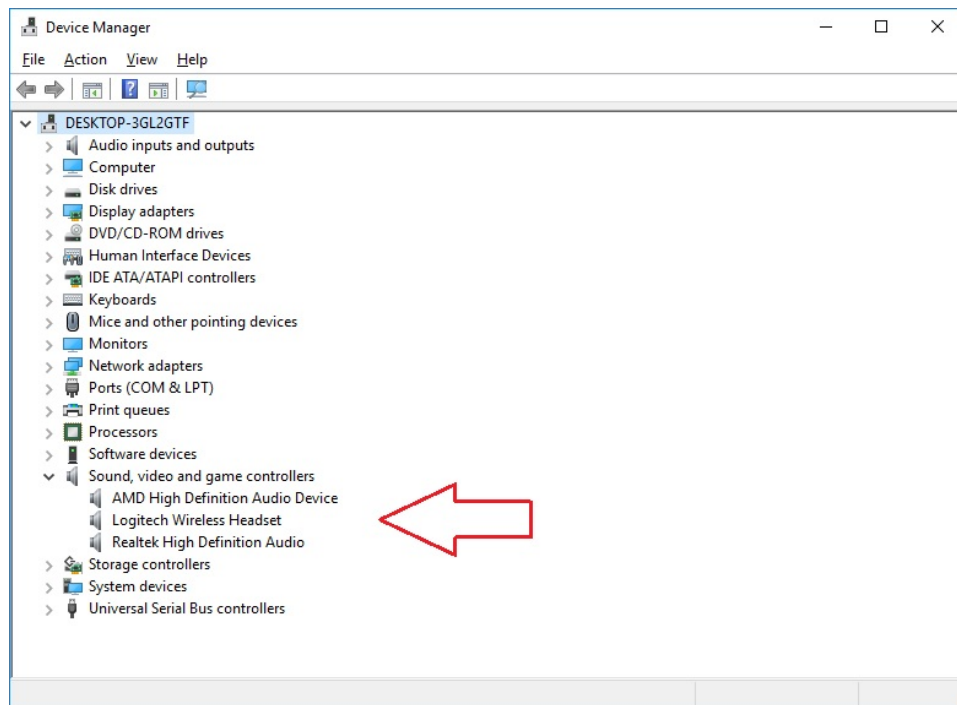 Device Manager
File Action View Help
DESKTOP-3GL2GTF
Audio inputs and outputs
Computer
Disk drives
Display adapters
DVD/CD-ROM drives
Human Interface Devices
IDE ATA/ATAPI controllers
Keyboards
Mice and other pointing devices
Monitors
Network adapters
Ports (COM & LPT)
Print queues
Processors
Software devices
Sound, video and game controllers
AMD High Definition Audio Device
Logitech Wireless Headset
Realtek High Definition Audio
Storage controllers
System devices
Universal Serial Bus controllers